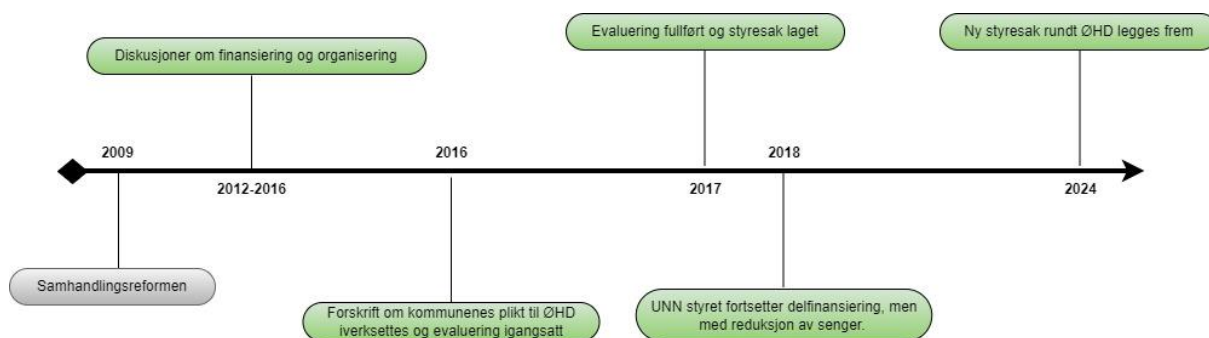 Evaluering fullført og styresak laget
Ny styresak rundt ØHD legges frem
Diskusjoner om finansiering og organisering
2009
2016
2018
2012-2016
2017
2024
Samhandlingsreformen
Forskrift om kommunenes plikt til ØHD
iverksettes og evaluering igangsatt
UNN styret fortsetter delfinansiering, men
med reduksjon av senger.